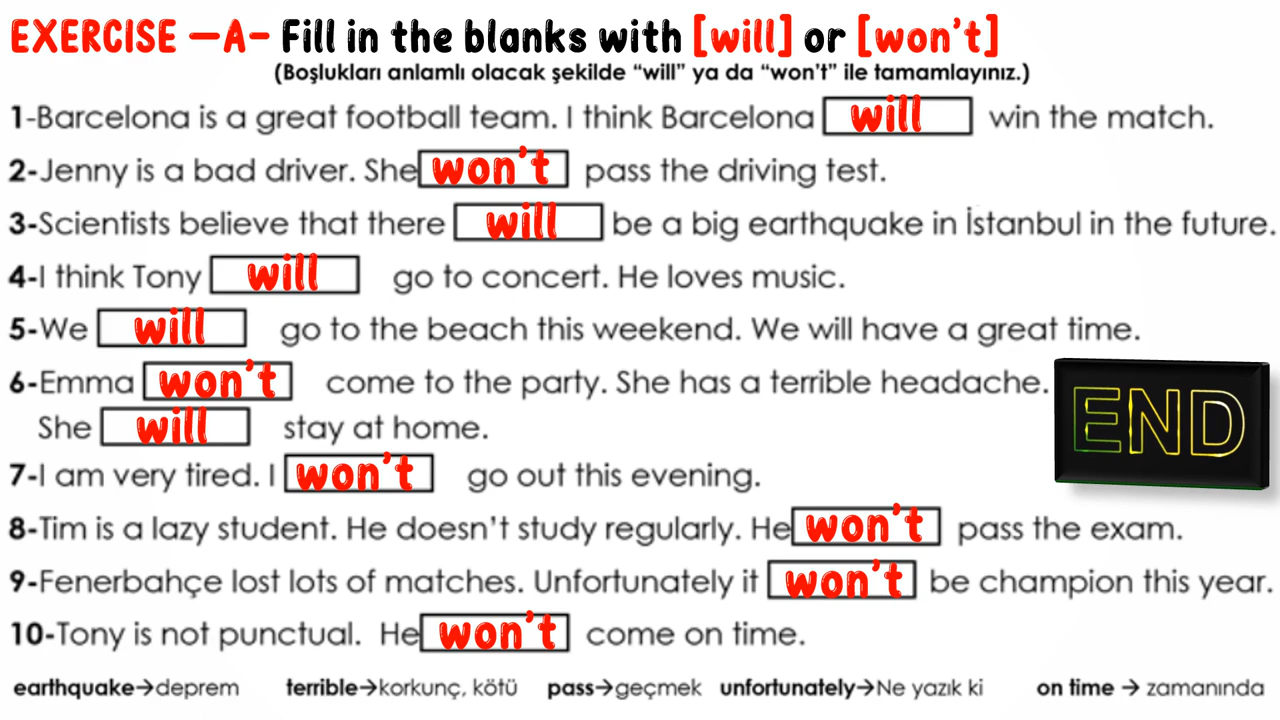 EXERCISE –A- Fill in the blanks with [will] or [won't]
(Boşlukları anlamlı olacak şekilde "will" ya da "won't" ile tamamlayınız.)
1-Barcelona is a great football team. I think Barcelona will win the match.
2-Jenny is a bad driver. She won't pass the driving test.
3-Scientists believe that there will be a big earthquake in İstanbul in the future.
4-I think Tony will go to concert. He loves music.
5-We will go to the beach this weekend. We will have a great time.
6-Emma won't come to the party. She has a terrible headache.
She will stay at home.
END
7-I am very tired. I won't go out this evening.
8-Tim is a lazy student. He doesn't study regularly. He won't pass the exam.
9-Fenerbahçe lost lots of matches. Unfortunately it won't be champion this year.
10-Tony is not punctual. He won't come on time.
earthquake→deprem terrible→korkunç, kötü pass→geçmek unfortunately→Ne yazık ki on time → zamanında